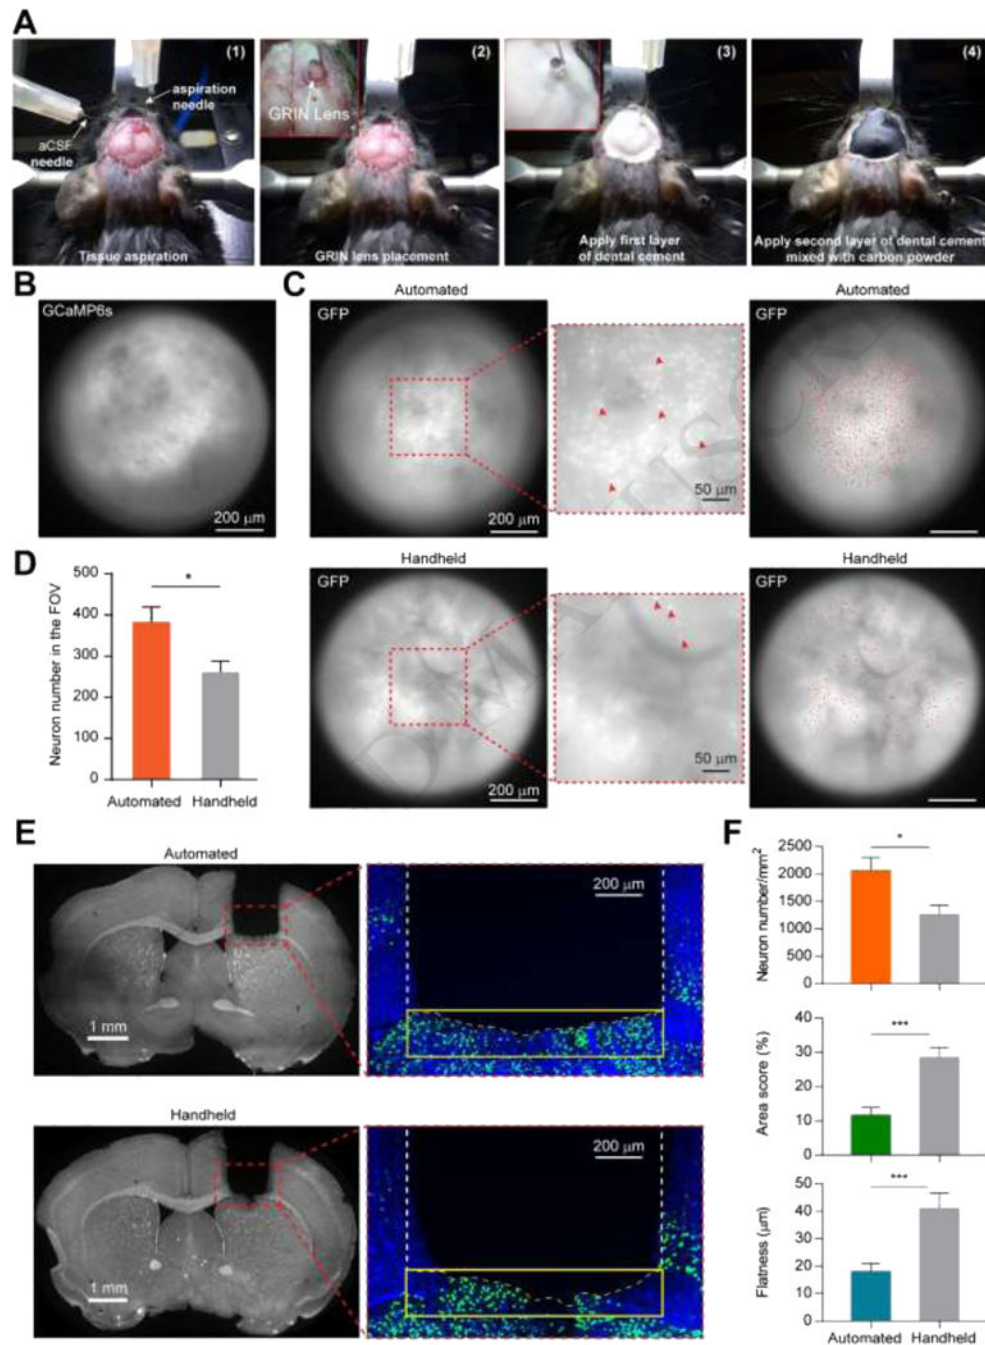 A
(1)
aspiration
needle
aCSF
needle
Tissue aspiration
(2)
GRIN Lens
GRIN lens placement
(3)
Apply first layer
of dental cement
(4)
Apply second layer of dental cement
mixed with carbon powder
B
GCaMP6s
200 μm
C
Automated
GFP
200 μm
50 μm
Automated
GFP
Handheld
GFP
200 μm
50 μm
Handheld
GFP
D
Neuron number in the FOV
500
400
300
200
100
0
*
Automated
Handheld
E
Automated
1 mm
200 μm
Handheld
1 mm
200 μm
F
Neuron number/mm²
2500
2000
1500
1000
500
0
*
Area score (%)
40
30
20
10
0
***
Flatness (μm)
50
40
30
20
10
0
***
Automated
Handheld